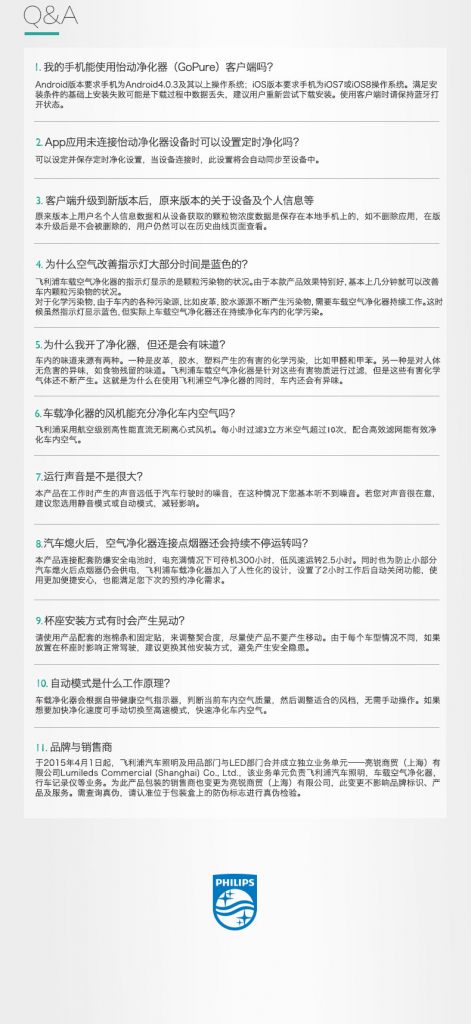 Q&A
1. 我的手机能使用怡动净化器（GoPure）客户端吗？
Android版本要求手机为Android4.0.3及其以上操作系统；iOS版本要求手机为iOS7或iOS8操作系统。满足安
装条件的基础上安装失败可能是下载过程中数据丢失，建议用户重新尝试下载安装。使用客户端时请保持蓝牙打
开状态。
2. App应用未连接怡动净化器设备时可以设置定时净化吗？
可以设定并保存定时净化设置，当设备连接时，此设置将会自动同步至设备中。
3. 客户端升级到新版本后，原来版本的关于设备及个人信息等
原来版本上用户名个人信息数据和从设备获取的颗粒物浓度数据是保存在本地手机上的，如不删除应用，在版
本升级后是不会被删除的，用户仍然可以在历史曲线页面查看。
4. 为什么空气改善指示灯大部分时间是蓝色的？
飞利浦车载空气净化器的指示灯显示的是颗粒污染物的状况。由于本款产品效果特别好，基本上几分钟就可以改善
车内颗粒污染物的状况。
对于化学污染物，由于车内的各种污染源，比如皮革、胶水源源不断产生污染物，需要车载空气净化器持续工作。这时
候虽然指示灯显示蓝色，但实际上车载空气净化器还在持续净化车内的化学污染。
5. 为什么我开了净化器，但还是会有味道？
车内的味道来源有两种。一种是皮革，胶水，塑料产生的有害的化学污染，比如甲醛和甲苯。另一种是对人体
无危害的异味，如食物残留的味道。飞利浦车载空气净化器是针对这些有害物质进行过滤，但是这些有害化学
气体还不断产生。这就是为什么在使用飞利浦空气净化器的同时，车内还会有异味。
6. 车载净化器的风机能充分净化车内空气吗？
飞利浦采用航空级别高性能直流无刷离心式风机。每小时过滤3立方米空气超过10次，配合高效滤网能有效净
化车内空气。
7. 运行声音是不是很大？
本产品在工作时产生的声音远低于汽车行驶时的噪音，在这种情况下您基本听不到噪音。若您对声音很在意，
建议您选用静音模式或自动模式，减轻影响。
8. 汽车熄火后，空气净化器连接点烟器还会持续不停运转吗？
本产品连接配套防爆安全电池时，电充满情况下可待机300小时，低风速运转2.5小时。同时也为防止小部分
汽车熄火后点烟器仍会供电，飞利浦车载净化器加入了人性化的设计，设置了2小时工作后自动关闭功能，使
用更加便捷安心，也能满足您下次的预约净化需求。
9. 杯座安装方式有时会产生晃动？
请使用产品配套的泡棉条和固定贴，来调整契合度，尽量使产品不要产生移动。由于每个车型情况不同，如果
放置在杯座时影响正常驾驶，建议更换其他安装方式，避免产生安全隐患。
10. 自动模式是什么工作原理？
车载净化器会根据自带健康空气指示器，判断当前车内空气质量，然后调整适合的风档，无需手动操作。如果
想要加快净化速度可手动切换至高速模式，快速净化车内空气。
11. 品牌与销售商
于2015年4月1日起，飞利浦汽车照明及用品部门与LED部门合并成立独立业务单元——亮锐商贸（上海）有
限公司Lumileds Commercial (Shanghai) Co., Ltd.，该业务单元负责飞利浦汽车照明，车载空气净化器，
行车记录仪等业务。为此产品包装的销售商也变更为亮锐商贸（上海）有限公司，此变更不影响品牌标识、产
品及服务。需查询真伪，请认准位于包装盒上的防伪标志进行真伪检验。
PHILIPS